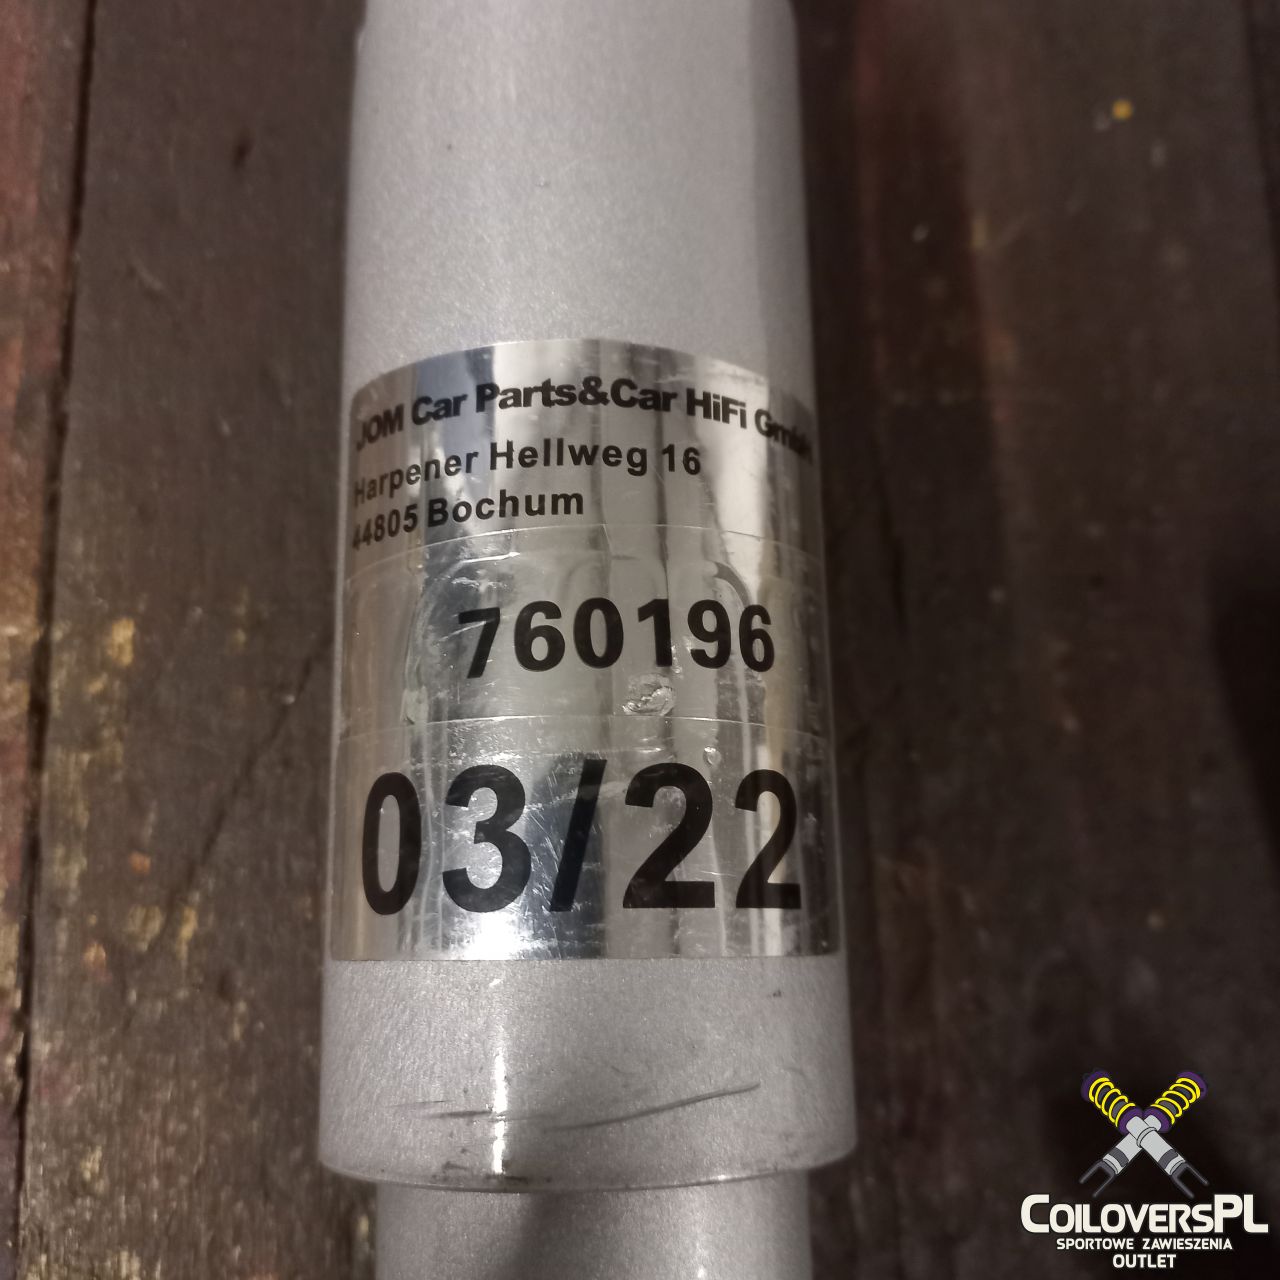 JOM Car Parts&Car HiFi GmbH
Harpener Hellweg 16
44805 Bochum
760196
03/22
COILOVERSPL
SPORTOWE ZAWIESZENIA
OUTLET